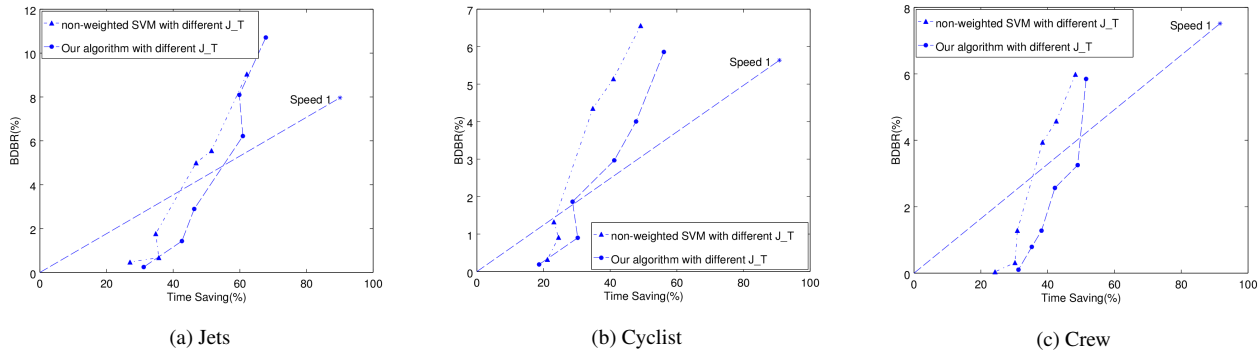 12
10
8
6
4
2
0
BDBR(%)
non-weighted SVM with different J_T
Our algorithm with different J_T
Speed 1
0 20 40 60 80 100
Time Saving(%)
(a) Jets
7
6
5
4
3
2
1
0
BDBR(%)
Speed 1
non-weighted SVM with different J_T
Our algorithm with different J_T
0 20 40 60 80 100
Time Saving(%)
(b) Cyclist
8
6
4
2
0
BDBR(%)
non-weighted SVM with different J_T
Our algorithm with different J_T
Speed 1
0 20 40 60 80 100
Time Saving(%)
(c) Crew